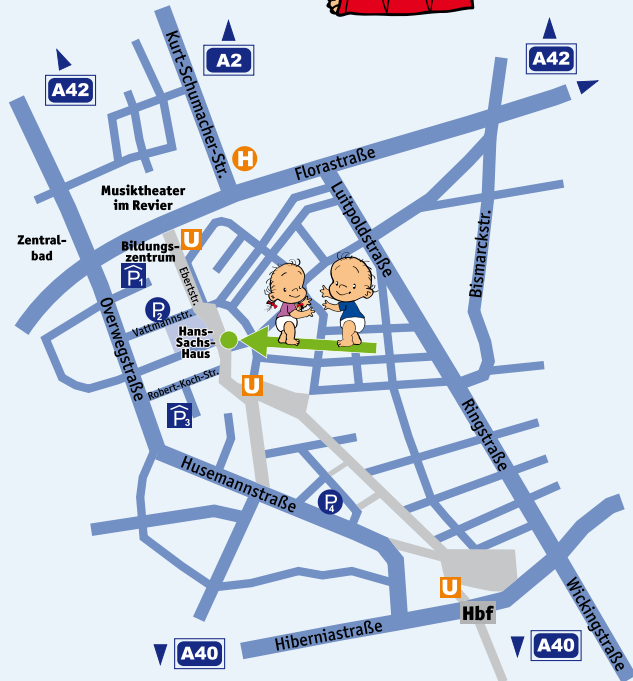 A42
A2
A42
Kurt-Schumacher-Str.
H
Florastraße
Musiktheater
im Revier
Luitpoldstraße
Zentral-
bad
Bildungs-
zentrum
U
P1
Ebertstr.
Bismarckstr.
Overwegstraße
P2
Vattmannstr.
Hans-
Sachs-
Haus
U
Robert-Koch-Str.
P3
Ringstraße
Husemannstraße
P4
U
Hbf
Wickingstraße
Hiberniastraße
A40
A40